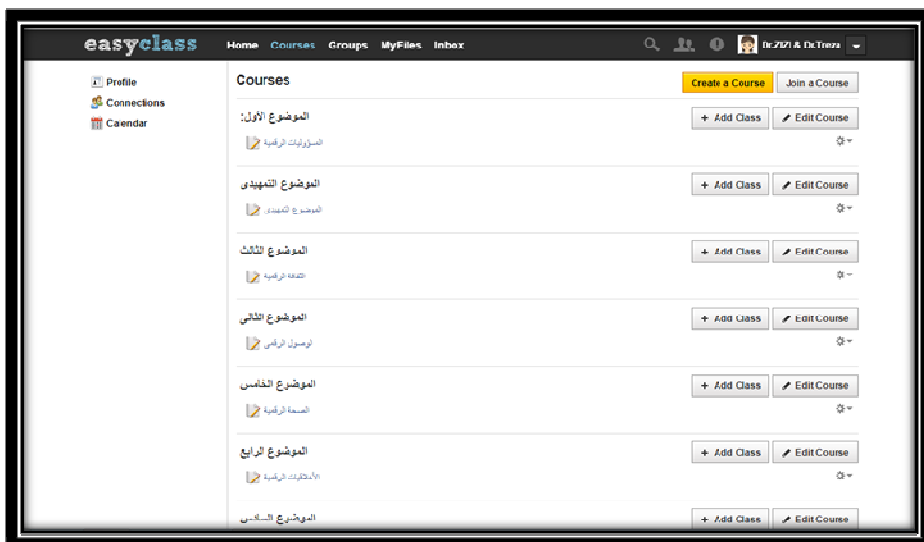 easyclass Home Courses Groups MyFiles Inbox Dr.ZIZI & Dr.Treza
Profile
Connections
Calendar
Courses Create a Course Join a Course
الموضوع الأول: + Add Class Edit Course
المسؤوليات الرقمية
الموضوع التمهيدى + Add Class Edit Course
الموضوع التمهيدى
الموضوع الثالث + Add Class Edit Course
الثقافة الرقمية
الموضوع الثاني + Add Class Edit Course
الوصول الرقمى
الموضوع الخامس + Add Class Edit Course
الصحة الرقمية
الموضوع الرابع + Add Class Edit Course
الأخلاقيات الرقمية
الموضوع السادس + Add Class Edit Course